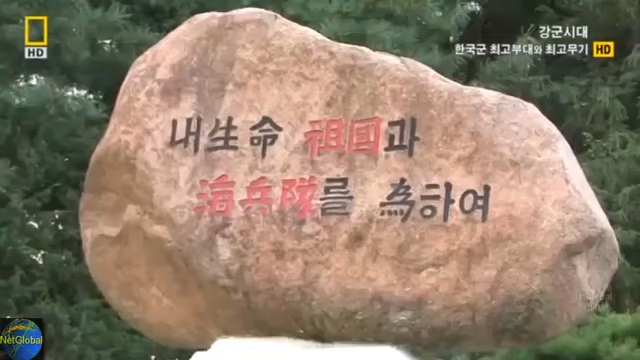 HD
강군시대
한국군 최고부대와 최고무기 HD
내生命 祖國과
海兵隊를 為하여
NetGlobal